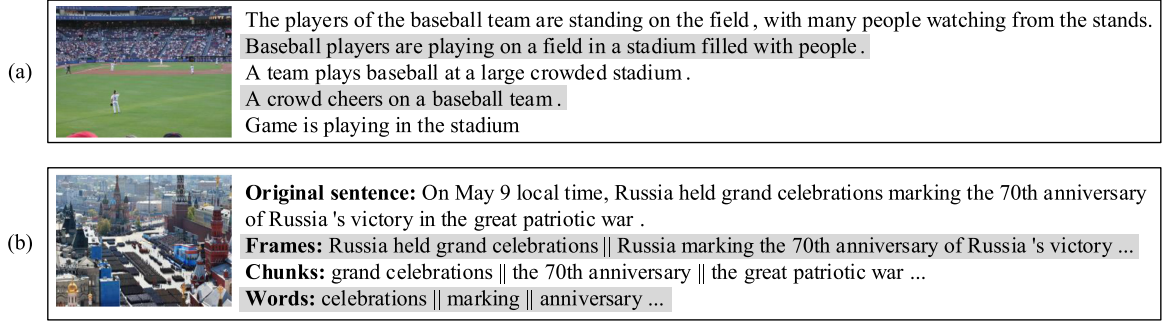 (a)
The players of the baseball team are standing on the field , with many people watching from the stands.
Baseball players are playing on a field in a stadium filled with people .
A team plays baseball at a large crowded stadium .
A crowd cheers on a baseball team .
Game is playing in the stadium
(b)
Original sentence: On May 9 local time, Russia held grand celebrations marking the 70th anniversary
of Russia 's victory in the great patriotic war .
Frames: Russia held grand celebrations || Russia marking the 70th anniversary of Russia 's victory ...
Chunks: grand celebrations || the 70th anniversary || the great patriotic war ...
Words: celebrations || marking || anniversary ...